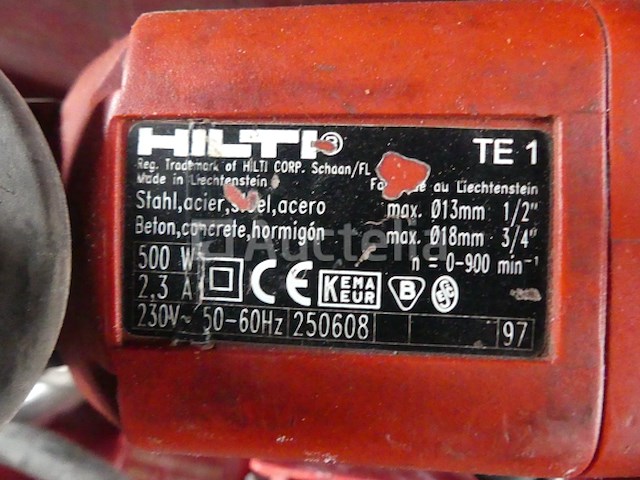 HILTI ® TE 1
Reg. Trademark of HILTI CORP. Schaan/FL
Made in Liechtenstein au Liechtenstein
Stahl,acier,steel,acero max. Ø13mm 1/2"
Beton,concrete,hormigón max. Ø18mm 3/4"
Auctelia
500 W n = 0-900 min⁻¹
2,3 A CE KEMA KEUR B
230V~ 50-60Hz 250608 97